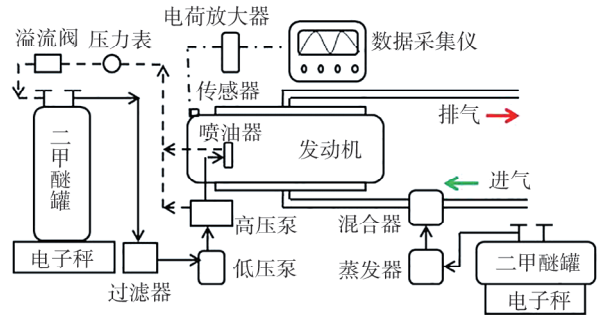 电荷放大器
溢流阀
压力表
数据采集仪
传感器
排气
喷油器
发动机
二甲醚罐
进气
高压泵
混合器
电子秤
低压泵
蒸发器
二甲醚罐
过滤器
电子秤